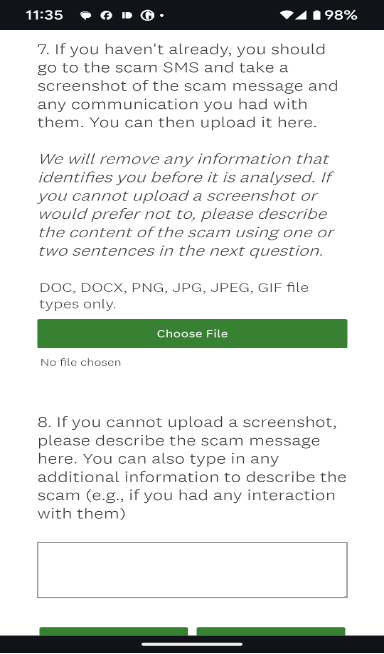 11:35
98%
7. If you haven't already, you should
go to the scam SMS and take a
screenshot of the scam message and
any communication you had with
them. You can then upload it here.
We will remove any information that
identifies you before it is analysed. If
you cannot upload a screenshot or
would prefer not to, please describe
the content of the scam using one or
two sentences in the next question.
DOC, DOCX, PNG, JPG, JPEG, GIF file
types only.
Choose File
No file chosen
8. If you cannot upload a screenshot,
please describe the scam message
here. You can also type in any
additional information to describe the
scam (e.g., if you had any interaction
with them)